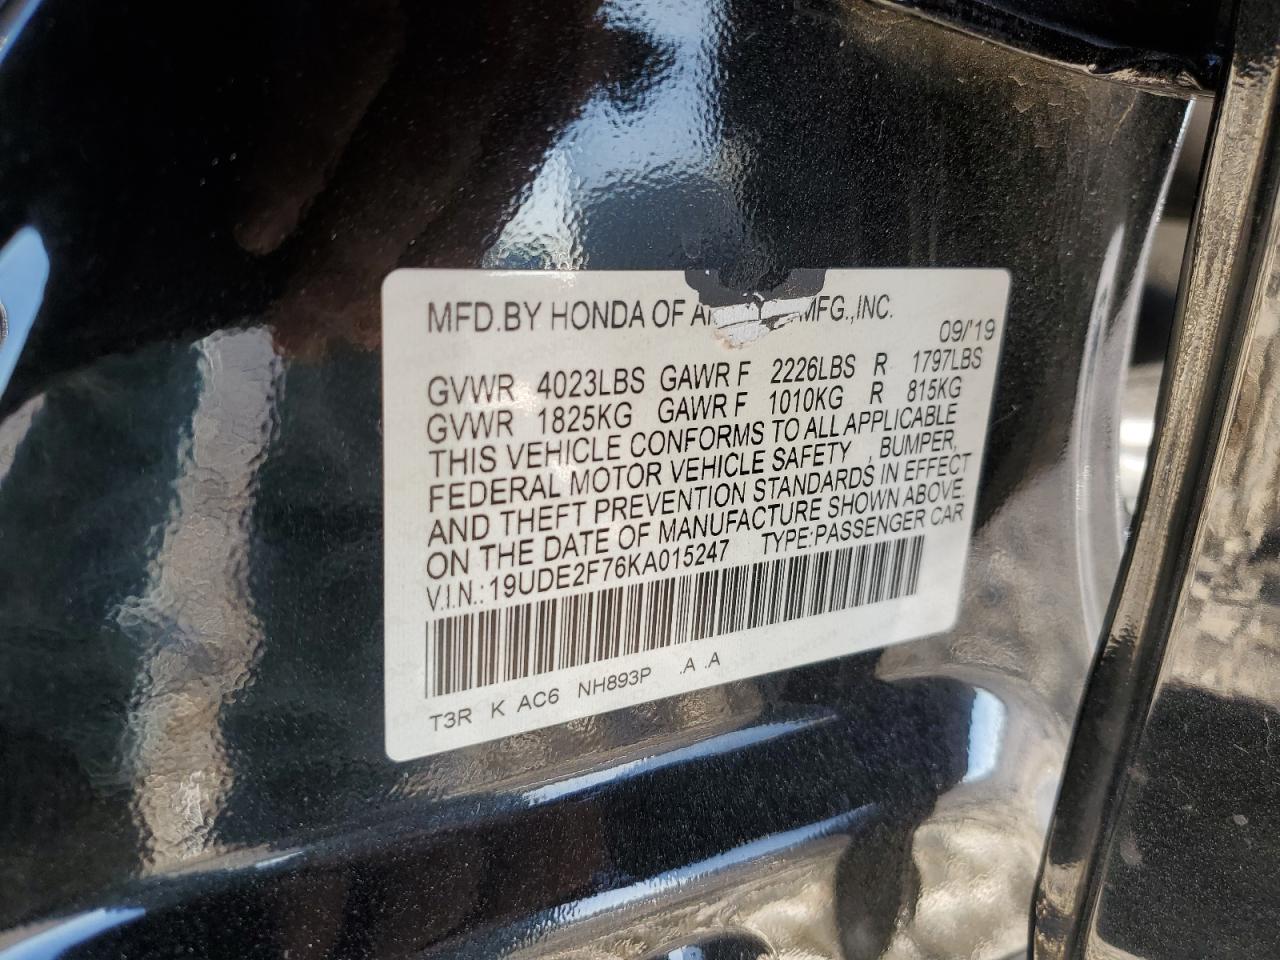 MFD.BY HONDA OF MFG.,INC.
09/'19
GVWR 4023LBS GAWR F 2226LBS R 1797LBS
GVWR 1825KG GAWR F 1010KG R 815KG
THIS VEHICLE CONFORMS TO ALL APPLICABLE
FEDERAL MOTOR VEHICLE SAFETY , BUMPER,
AND THEFT PREVENTION STANDARDS IN EFFECT
ON THE DATE OF MANUFACTURE SHOWN ABOVE.
V.I.N.: 19UDE2F76KA015247 TYPE:PASSENGER CAR
T3R K AC6 NH893P .A .A